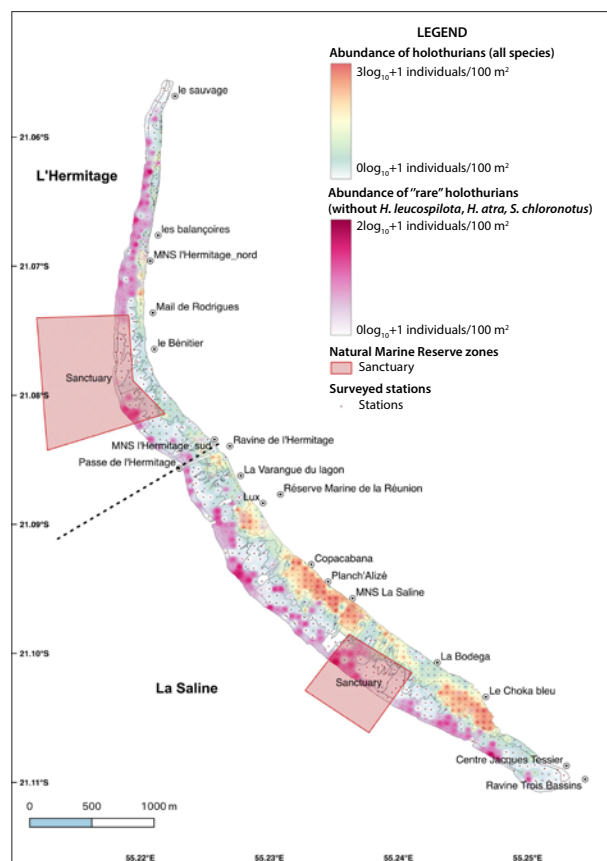 LEGEND
Abundance of holothurians (all species)
3log10+1 individuals/100 m2
0log10+1 individuals/100 m2
Abundance of "rare" holothurians
(without H. leucospilota, H. atra, S. chloronotus)
2log10+1 individuals/100 m2
0log10+1 individuals/100 m2
Natural Marine Reserve zones
Sanctuary
Surveyed stations
Stations
le sauvage
21.06°S
L'Hermitage
les balançoires
MNS l'Hermitage_nord
21.07°S
Mail de Rodrigues
le Bénitier
Sanctuary
21.08°S
MNS l'Hermitage_sud
Ravine de l'Hermitage
Passe de l'Hermitage
La Varangue du lagon
Réserve Marine de la Réunion
Lux
21.09°S
Copacabana
Planch'Alizé
MNS La Saline
21.10°S
La Bodega
La Saline
Sanctuary
Le Choka bleu
Centre Jacques Tessier
21.11°S
Ravine Trois Bassins
0 500 1000 m
55.22°E 55.23°E 55.24°E 55.25°E